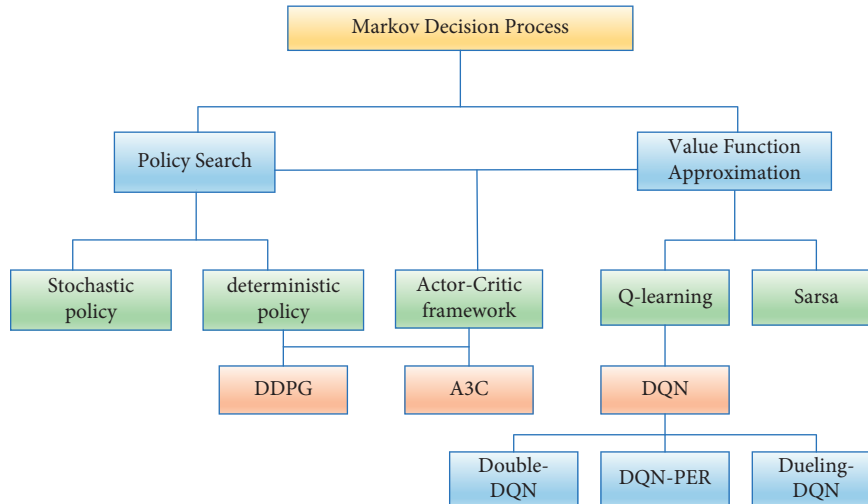 Markov Decision Process
Policy Search
Value Function
Approximation
Stochastic
policy
deterministic
policy
Actor-Critic
framework
Q-learning
Sarsa
DDPG
A3C
DQN
Double-
DQN
DQN-PER
Dueling-
DQN